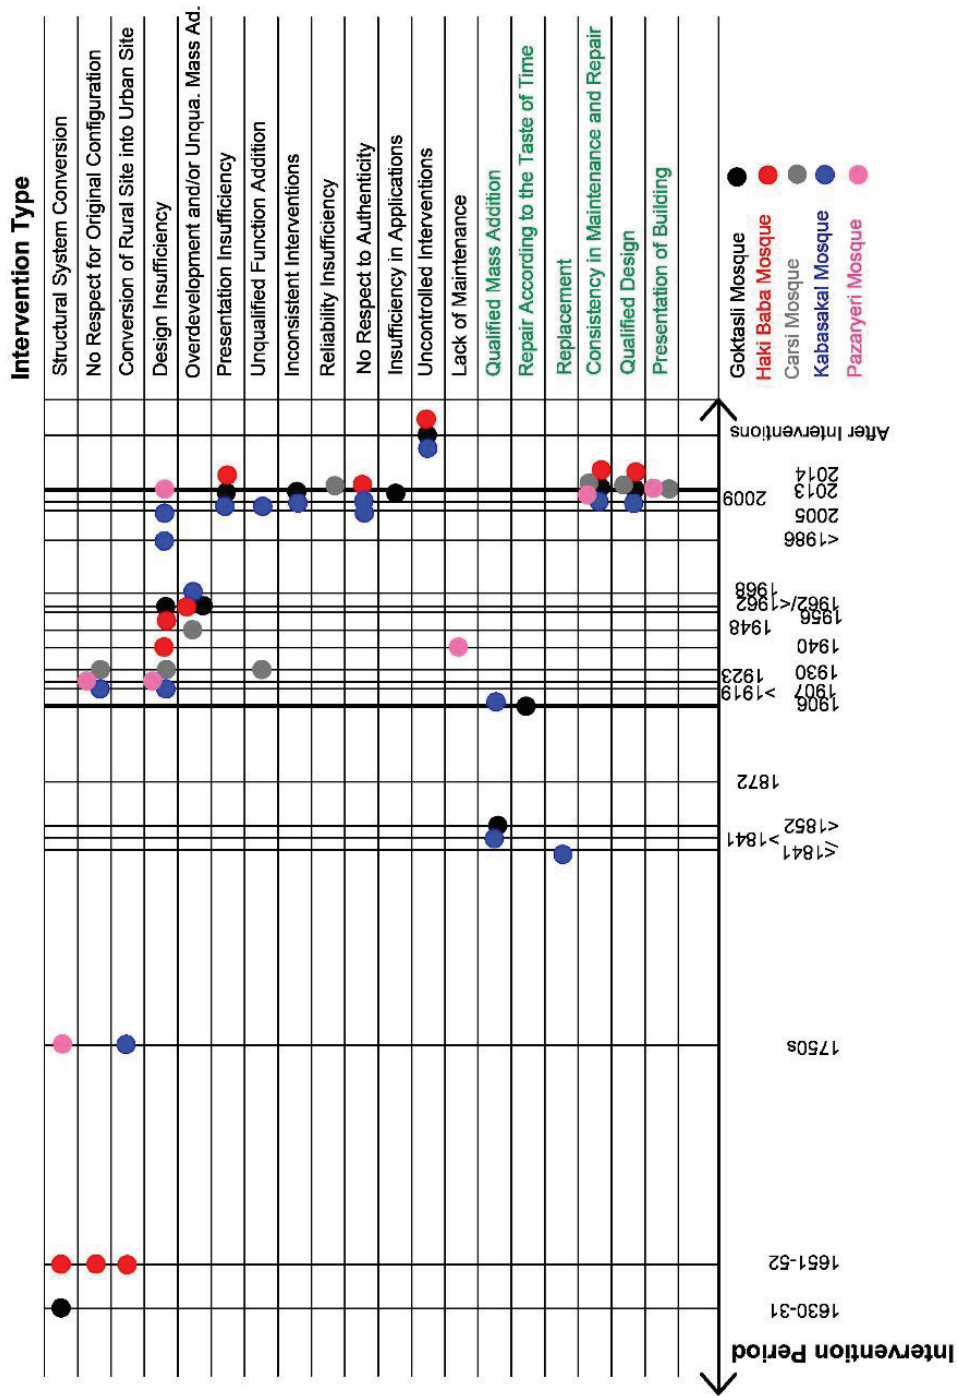 Intervention Type
Structural System Conversion
No Respect for Original Configuration
Conversion of Rural Site into Urban Site
Design Insufficiency
Overdevelopment and/or Unqua. Mass Ad.
Presentation Insufficiency
Unqualified Function Addition
Inconsistent Interventions
Reliability Insufficiency
No Respect to Authenticity
Insufficiency in Applications
Uncontrolled Interventions
Lack of Maintenance
Qualified Mass Addition
Repair According to the Taste of Time
Replacement
Consistency in Maintenance and Repair
Qualified Design
Presentation of Building
Goktasli Mosque
Haki Baba Mosque
Carsi Mosque
Kabasakal Mosque
Pazaryeri Mosque
After Interventions
2014
2013
2009
2005
<1986
1968
1962/<1962
1956
1948
1940
1930
1923
>1919
1907
1906
1872
<1852
>1841
≤1841
1750s
1651-52
1630-31
Intervention Period